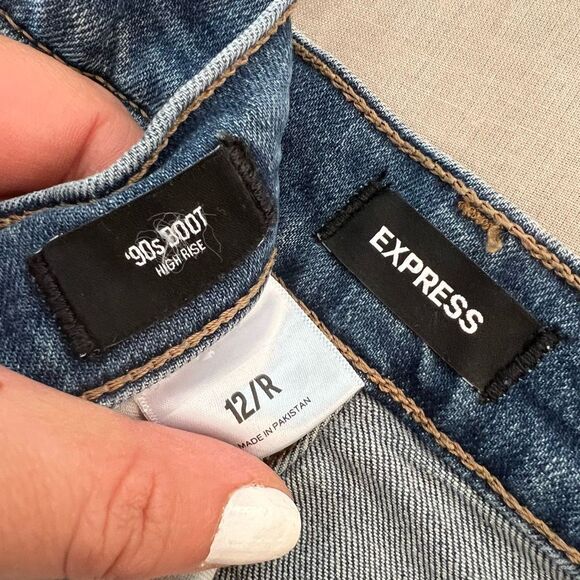 '90s BOOT
HIGH RISE
EXPRESS
12/R
MADE IN PAKISTAN